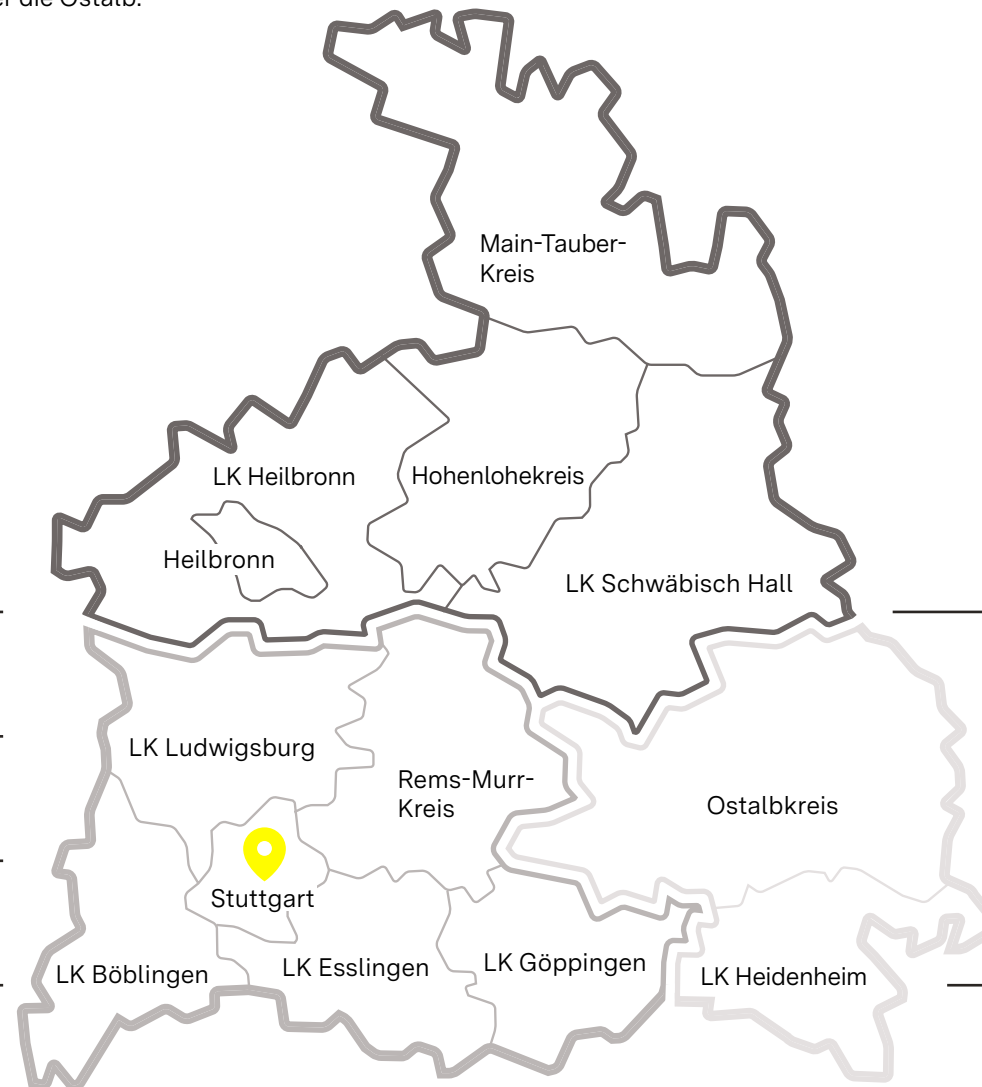 die Ostalb.
Main-Tauber-
Kreis
LK Heilbronn
Hohenlohekreis
Heilbronn
LK Schwäbisch Hall
LK Ludwigsburg
Rems-Murr-
Kreis
Ostalbkreis
Stuttgart
LK Böblingen
LK Esslingen
LK Göppingen
LK Heidenheim